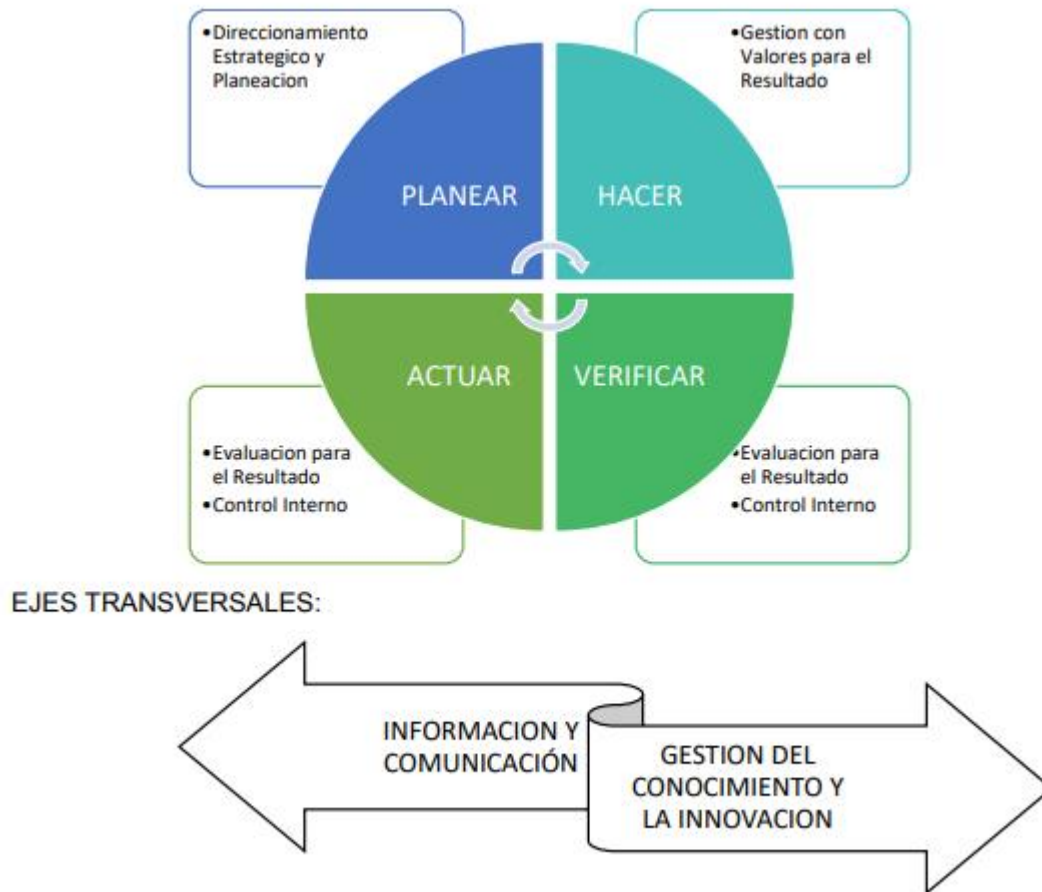 •Direccionamiento
Estrategico y
Planeacion
•Gestion con
Valores para el
Resultado
PLANEAR
HACER
ACTUAR
VERIFICAR
•Evaluacion para
el Resultado
•Control Interno
•Evaluacion para
el Resultado
•Control Interno
EJES TRANSVERSALES:
INFORMACION Y
COMUNICACIÓN
GESTION DEL
CONOCIMIENTO Y
LA INNOVACION